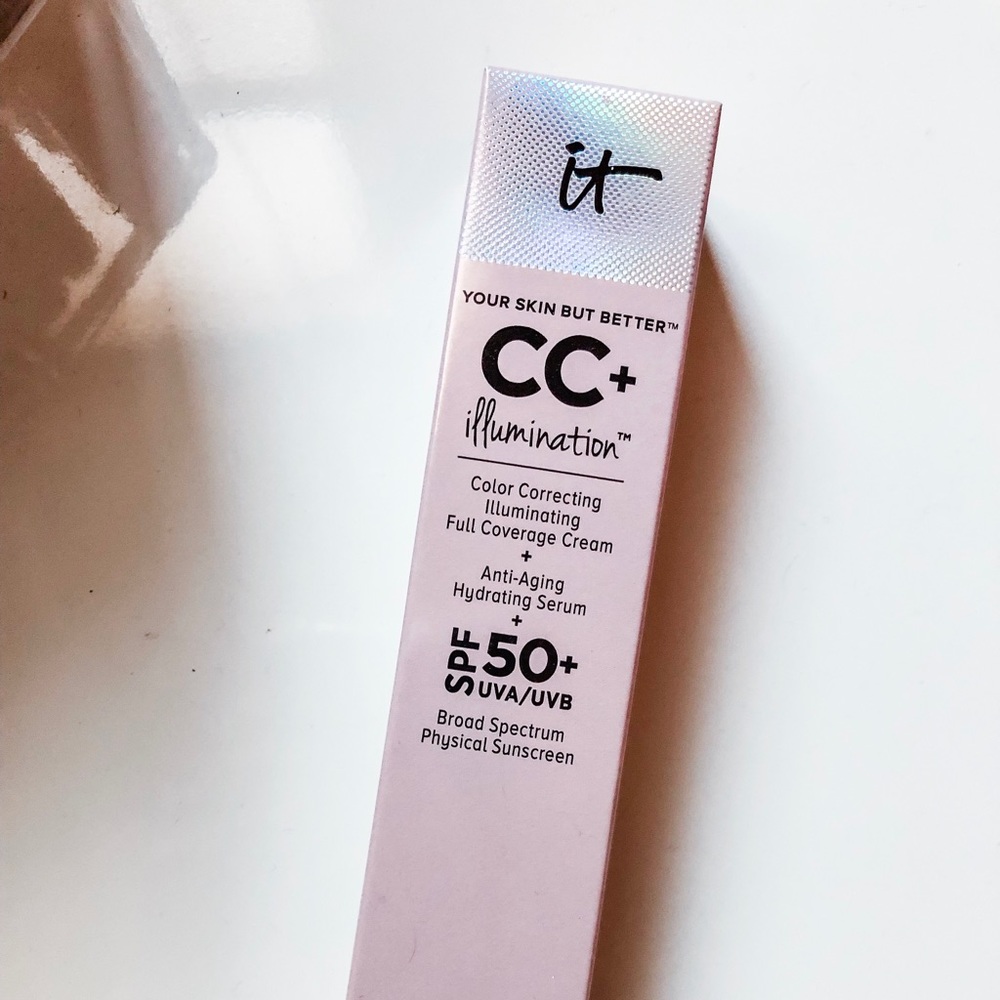 it
YOUR SKIN BUT BETTER™
CC+
illumination™
Color Correcting
Illuminating
Full Coverage Cream
+
Anti-Aging
Hydrating Serum
+
SPF 50+
UVA/UVB
Broad Spectrum
Physical Sunscreen